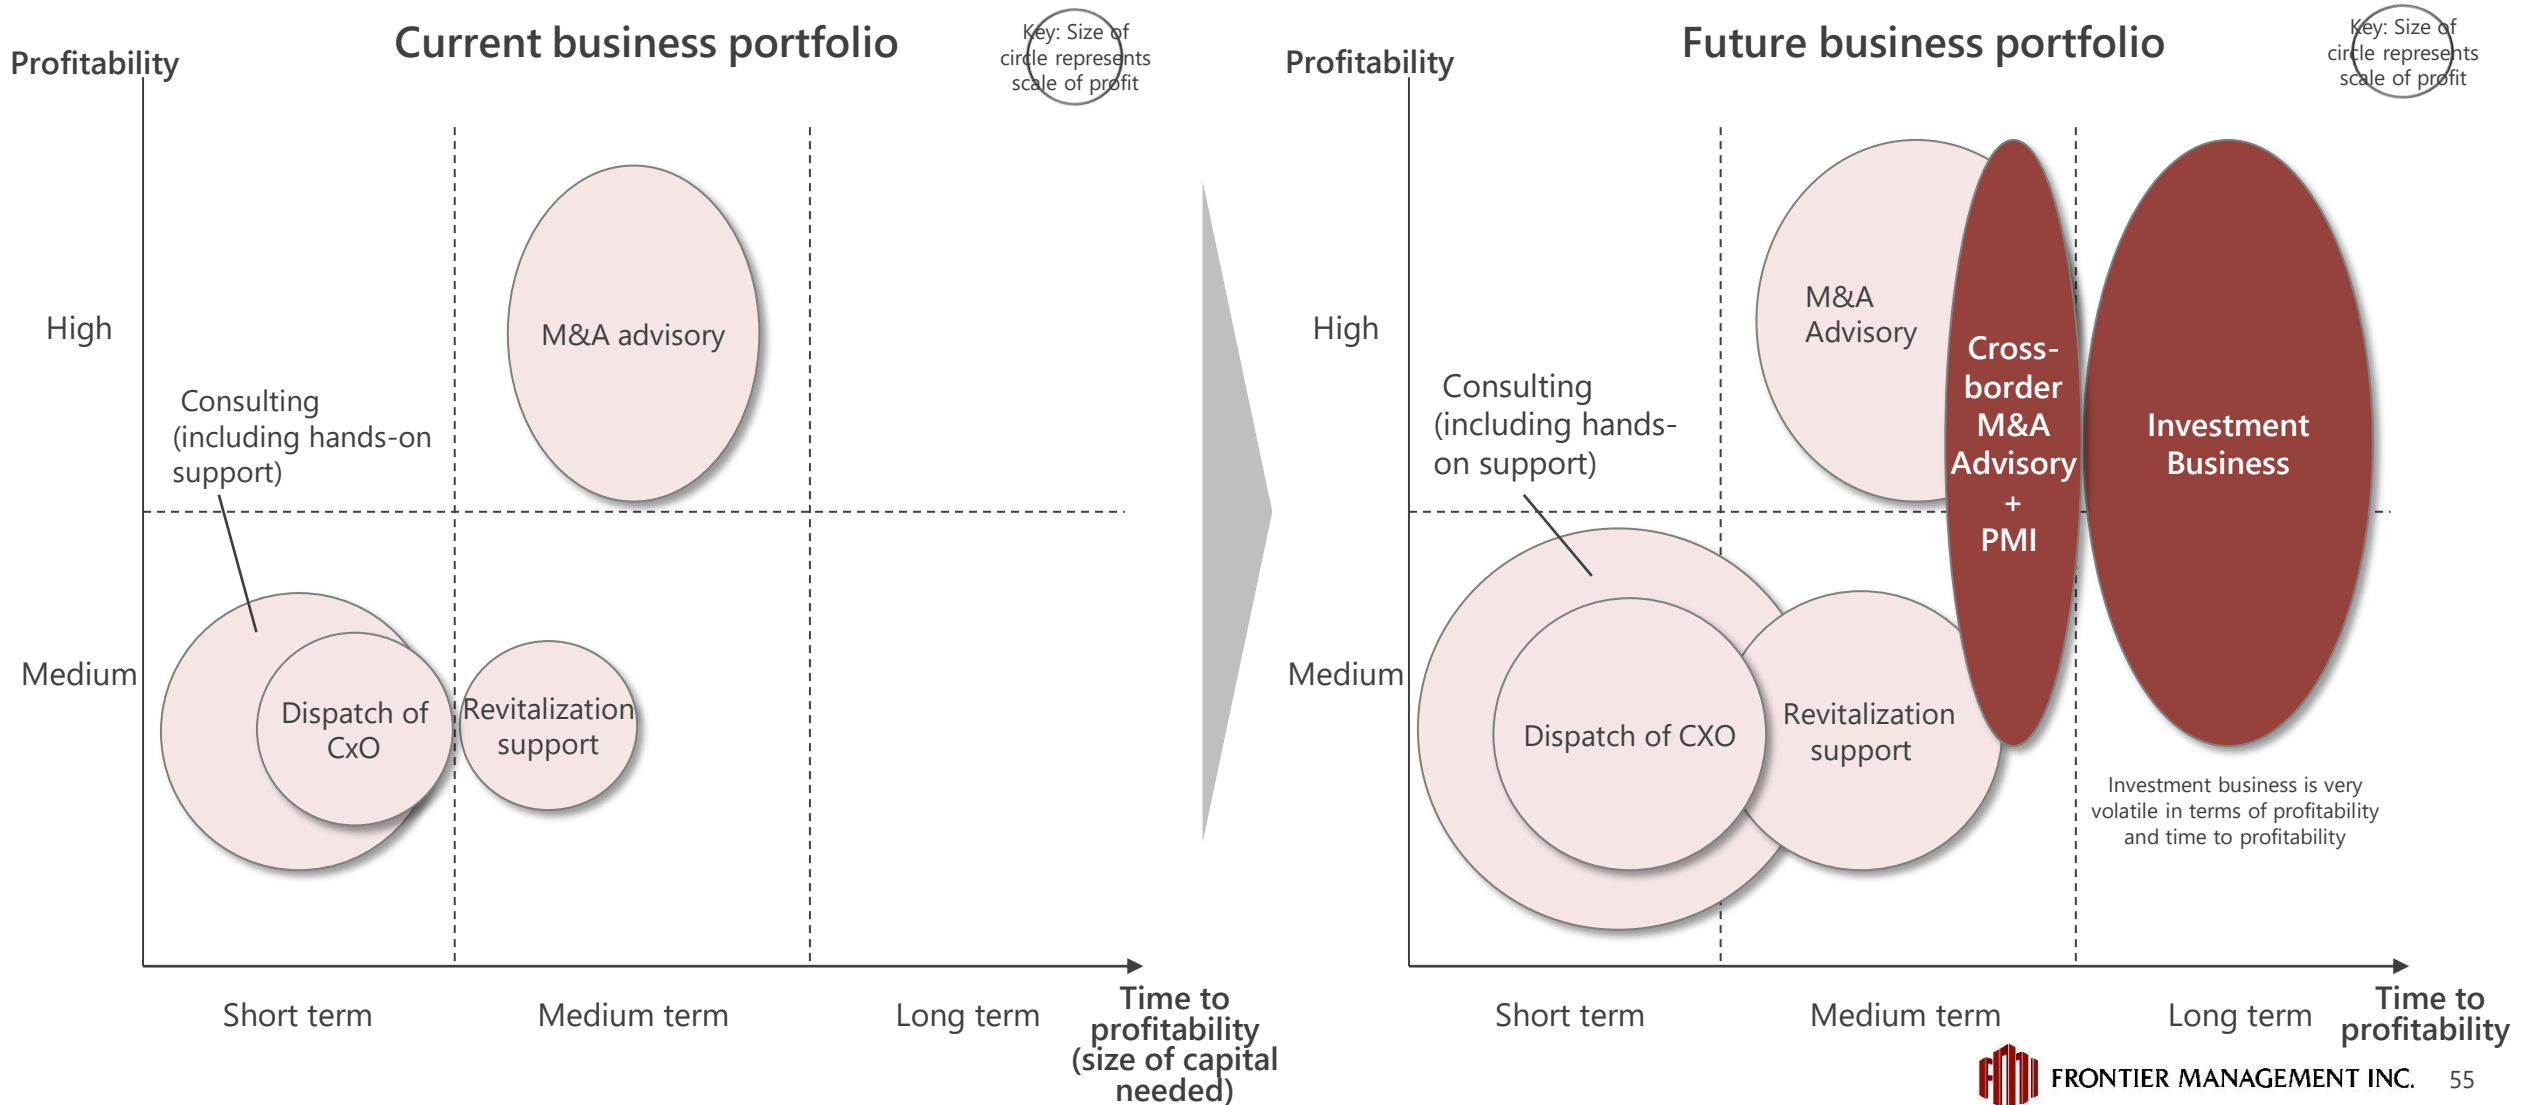 Current business portfolio
Key: Size of
circle represents
scale of profit
Profitability
High
Medium
M&A advisory
Consulting
(including hands-on
support)
Dispatch of
CxO
Revitalization
support
Short term
Medium term
Long term
Time to
profitability
(size of capital
needed)
Future business portfolio
Key: Size of
circle represents
scale of profit
Profitability
High
Medium
M&A
Advisory
Cross-
border
M&A
Advisory
+
PMI
Investment
Business
Consulting
(including hands-
on support)
Dispatch of CXO
Revitalization
support
Investment business is very
volatile in terms of profitability
and time to profitability
Short term
Medium term
Long term
Time to
profitability
FRONTIER MANAGEMENT INC.
55